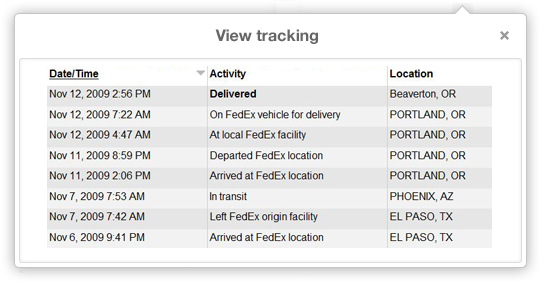 View tracking
Date/Time Activity Location
Nov 12, 2009 2:56 PM Delivered Beaverton, OR
Nov 12, 2009 7:22 AM On FedEx vehicle for delivery PORTLAND, OR
Nov 12, 2009 4:47 AM At local FedEx facility PORTLAND, OR
Nov 11, 2009 8:59 PM Departed FedEx location PORTLAND, OR
Nov 11, 2009 2:06 PM Arrived at FedEx location PORTLAND, OR
Nov 7, 2009 7:53 AM In transit PHOENIX, AZ
Nov 7, 2009 7:42 AM Left FedEx origin facility EL PASO, TX
Nov 6, 2009 9:41 PM Arrived at FedEx location EL PASO, TX